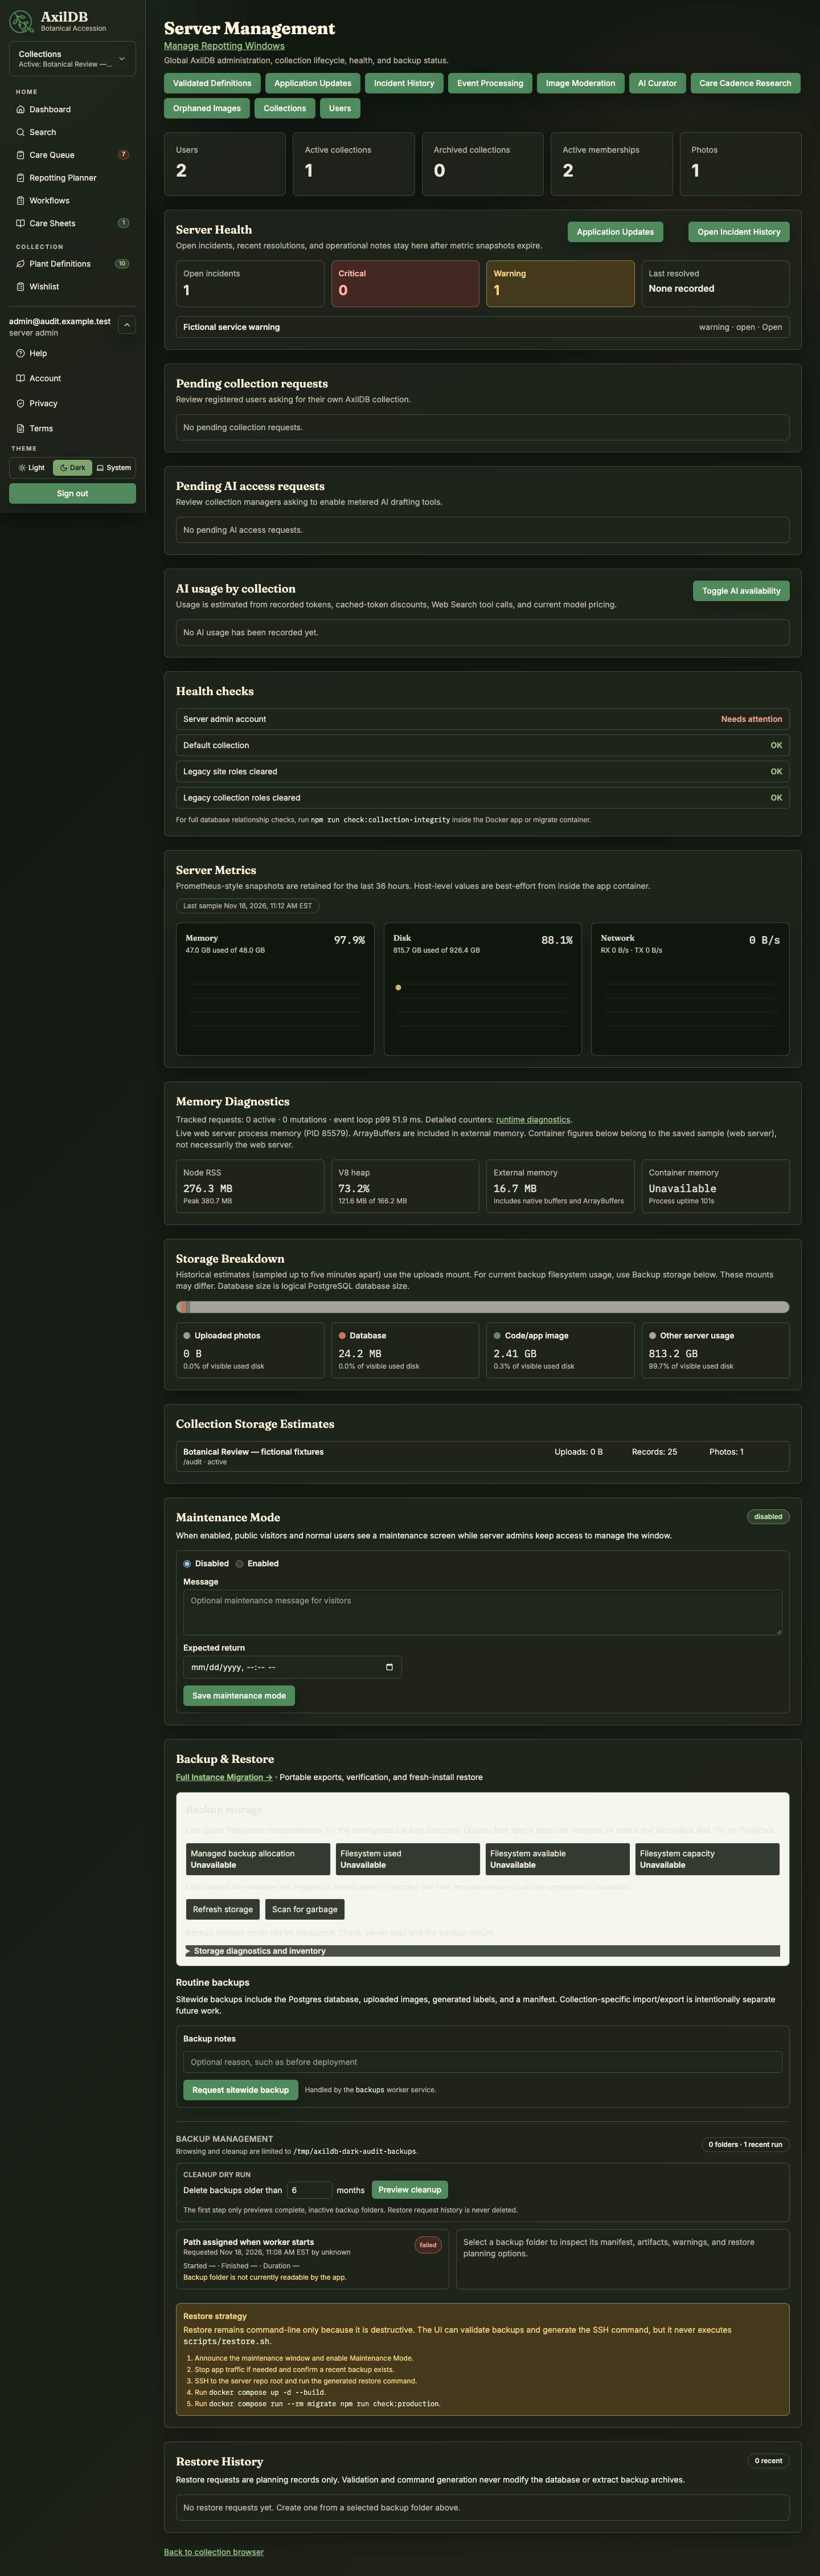 AxilDB
Botanical Accession
Collections
Active: Botanical Review —...
HOME
Dashboard
Search
Care Queue 7
Repotting Planner
Workflows
Care Sheets 1
COLLECTION
Plant Definitions 10
Wishlist
admin@audit.example.test
server admin
Help
Account
Privacy
Terms
THEME
Light Dark System
Sign out
Server Management
Manage Repotting Windows
Global AxilDB administration, collection lifecycle, health, and backup status.
Validated Definitions Application Updates Incident History Event Processing Image Moderation AI Curator Care Cadence Research
Orphaned Images Collections Users
Users Active collections Archived collections Active memberships Photos
2 1 0 2 1
Server Health
Application Updates Open Incident History
Open incidents, recent resolutions, and operational notes stay here after metric snapshots expire.
Open incidents Critical Warning Last resolved
1 0 1 None recorded
Fictional service warning warning · open · Open
Pending collection requests
Review registered users asking for their own AxilDB collection.
No pending collection requests.
Pending AI access requests
Review collection managers asking to enable metered AI drafting tools.
No pending AI access requests.
AI usage by collection
Toggle AI availability
Usage is estimated from recorded tokens, cached-token discounts, Web Search tool calls, and current model pricing.
No AI usage has been recorded yet.
Health checks
Server admin account Needs attention
Default collection OK
Legacy site roles cleared OK
Legacy collection roles cleared OK
For full database relationship checks, run npm run check:collection-integrity inside the Docker app or migrate container.
Server Metrics
Prometheus-style snapshots are retained for the last 36 hours. Host-level values are best-effort from inside the app container.
Last sample Nov 18, 2026, 11:12 AM EST
Memory 97.9% Disk 88.1% Network 0 B/s
47.0 GB used of 48.0 GB 815.7 GB used of 926.4 GB RX 0 B/s · TX 0 B/s
Memory Diagnostics
Tracked requests: 0 active · 0 mutations · event loop p99 51.9 ms. Detailed counters: runtime diagnostics.
Live web server process memory (PID 85579). ArrayBuffers are included in external memory. Container figures below belong to the saved sample (web server),
not necessarily the web server.
Node RSS V8 heap External memory Container memory
276.3 MB 73.2% 16.7 MB Unavailable
Peak 380.7 MB 121.6 MB of 166.2 MB Includes native buffers and ArrayBuffers Process uptime 101s
Storage Breakdown
Historical estimates (sampled up to five minutes apart) use the uploads mount. For current backup filesystem usage, use Backup storage below. These mounts
may differ. Database size is logical PostgreSQL database size.
Uploaded photos Database Code/app image Other server usage
0 B 24.2 MB 2.41 GB 813.2 GB
0.0% of visible used disk 0.0% of visible used disk 0.3% of visible used disk 99.7% of visible used disk
Collection Storage Estimates
Botanical Review — fictional fixtures Uploads: 0 B Records: 25 Photos: 1
/audit · active
Maintenance Mode disabled
When enabled, public visitors and normal users see a maintenance screen while server admins keep access to manage the window.
Disabled Enabled
Message
Optional maintenance message for visitors
Expected return
mm/dd/yyyy, --:-- --
Save maintenance mode
Backup & Restore
Full Instance Migration → · Portable exports, verification, and fresh-install restore
Backup storage
Managed backup allocation Filesystem used Filesystem available Filesystem capacity
Unavailable Unavailable Unavailable Unavailable
Refresh storage Scan for garbage
Backup storage could not be measured. Check server logs and the backup mount.
Storage diagnostics and inventory
Routine backups
Sitewide backups include the Postgres database, uploaded images, generated labels, and a manifest. Collection-specific import/export is intentionally separate
future work.
Backup notes
Optional reason, such as before deployment
Request sitewide backup Handled by the backups worker service.
BACKUP MANAGEMENT
Browsing and cleanup are limited to /tmp/axildb-dark-audit-backups.
0 folders · 1 recent run
CLEANUP DRY RUN
Delete backups older than 6 months Preview cleanup
The first step only previews complete, inactive backup folders. Restore request history is never deleted.
Path assigned when worker starts failed
Requested Nov 18, 2026, 11:08 AM EST by unknown
Started — · Finished — · Duration —
Backup folder is not currently readable by the app.
Select a backup folder to inspect its manifest, artifacts, warnings, and restore
planning options.
Restore strategy
Restore remains command-line only because it is destructive. The UI can validate backups and generate the SSH command, but it never executes
scripts/restore.sh.
1. Announce the maintenance window and enable Maintenance Mode.
2. Stop app traffic if needed and confirm a recent backup exists.
3. SSH to the server repo root and run the generated restore command.
4. Run docker compose up -d --build.
5. Run docker compose run --rm migrate npm run check:production.
Restore History 0 recent
Restore requests are planning records only. Validation and command generation never modify the database or extract backup archives.
No restore requests yet. Create one from a selected backup folder above.
Back to collection browser